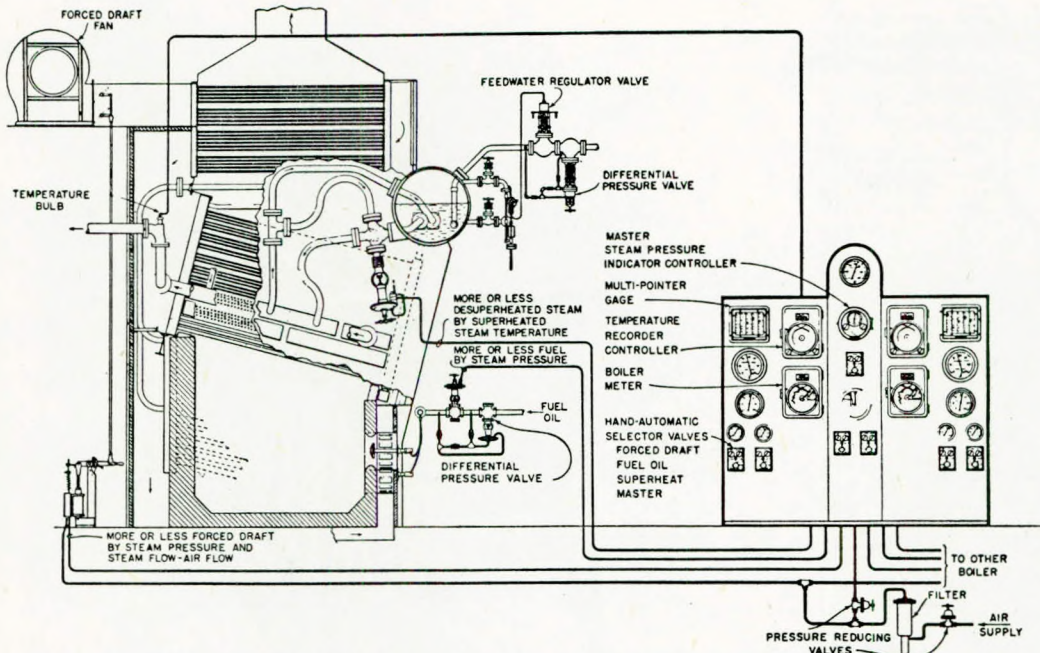 FORCED DRAFT
FAN
FEEDWATER REGULATOR VALVE
TEMPERATURE
BULB
DIFFERENTIAL
PRESSURE VALVE
MASTER
STEAM PRESSURE
INDICATOR CONTROLLER
MULTI-POINTER
GAGE
TEMPERATURE
RECORDER
CONTROLLER
BOILER
METER
HAND-AUTOMATIC
SELECTOR VALVES
FORCED DRAFT
FUEL OIL
SUPERHEAT
MASTER
MORE OR LESS
DESUPERHEATED STEAM
BY SUPERHEATED
STEAM TEMPERATURE
MORE OR LESS FUEL
BY STEAM PRESSURE
FUEL
OIL
DIFFERENTIAL
PRESSURE VALVE
MORE OR LESS FORCED DRAFT
BY STEAM PRESSURE AND
STEAM FLOW-AIR FLOW
TO OTHER
BOILER
FILTER
AIR
SUPPLY
PRESSURE REDUCING
VALVES